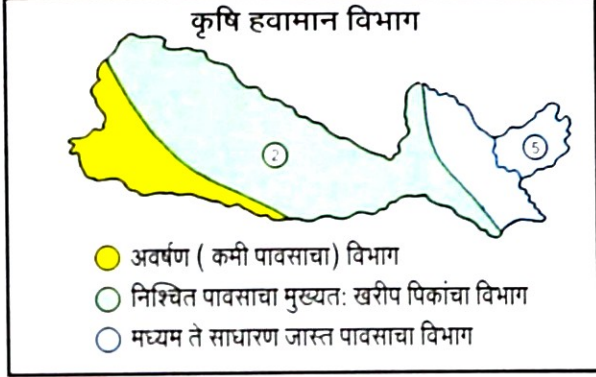 कृषि हवामान विभाग
2
5
अवर्षण ( कमी पावसाचा) विभाग
निश्चित पावसाचा मुख्यत: खरीप पिकांचा विभाग
मध्यम ते साधारण जास्त पावसाचा विभाग